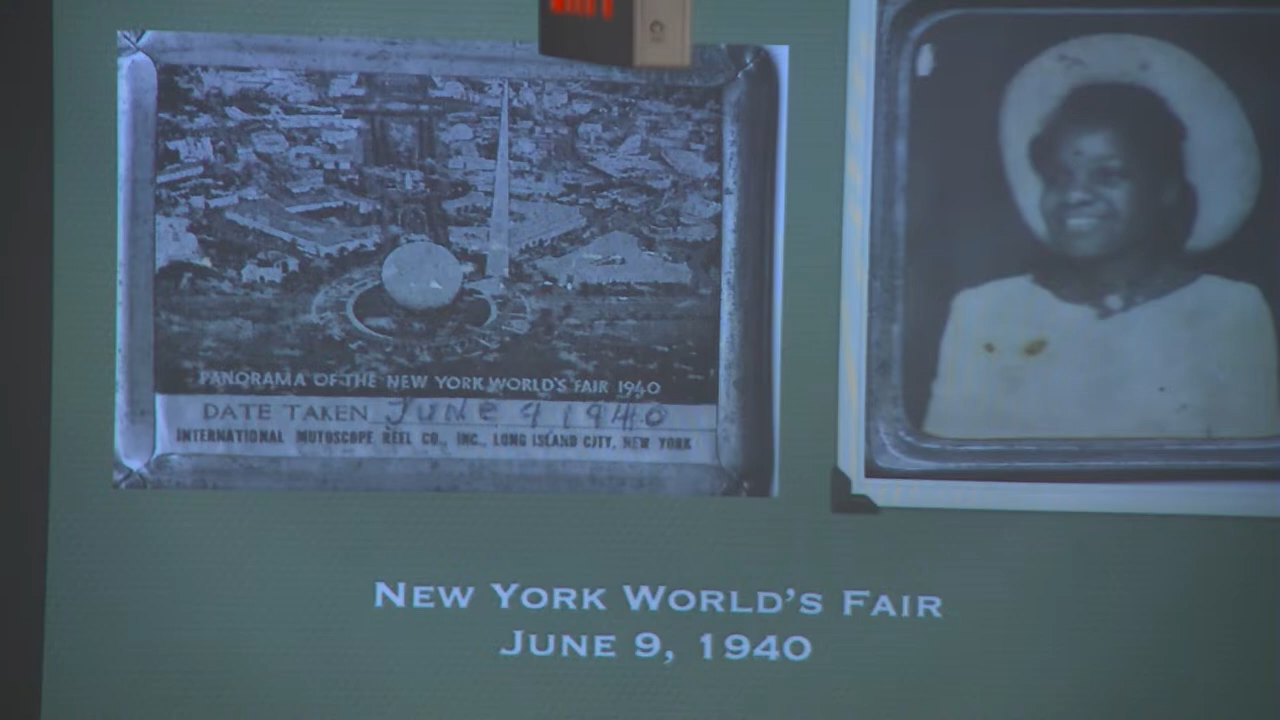 PANORAMA OF THE NEW YORK WORLD'S FAIR 1940
DATE TAKEN JUNE 9 1940
INTERNATIONAL MUTOSCOPE REEL CO., INC., LONG ISLAND CITY, NEW YORK
NEW YORK WORLD'S FAIR
JUNE 9, 1940